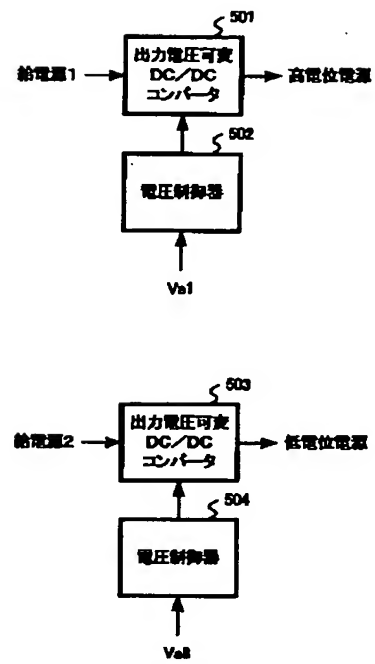 501
給電源1
出力電圧可変
DC／DC
コンバータ
高電位電源
502
電圧制御器
Va1
503
給電源2
出力電圧可変
DC／DC
コンバータ
低電位電源
504
電圧制御器